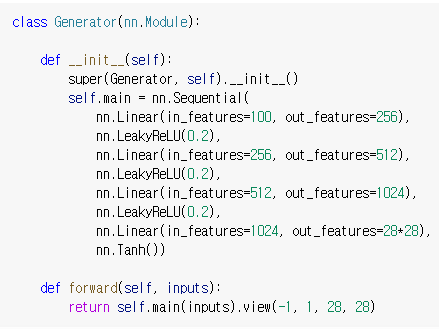 class Generator(nn.Module):
def __init__(self):
super(Generator, self).__init__()
self.main = nn.Sequential(
nn.Linear(in_features=100, out_features=256),
nn.LeakyReLU(0.2),
nn.Linear(in_features=256, out_features=512),
nn.LeakyReLU(0.2),
nn.Linear(in_features=512, out_features=1024),
nn.LeakyReLU(0.2),
nn.Linear(in_features=1024, out_features=28*28),
nn.Tanh())
def forward(self, inputs):
return self.main(inputs).view(-1, 1, 28, 28)